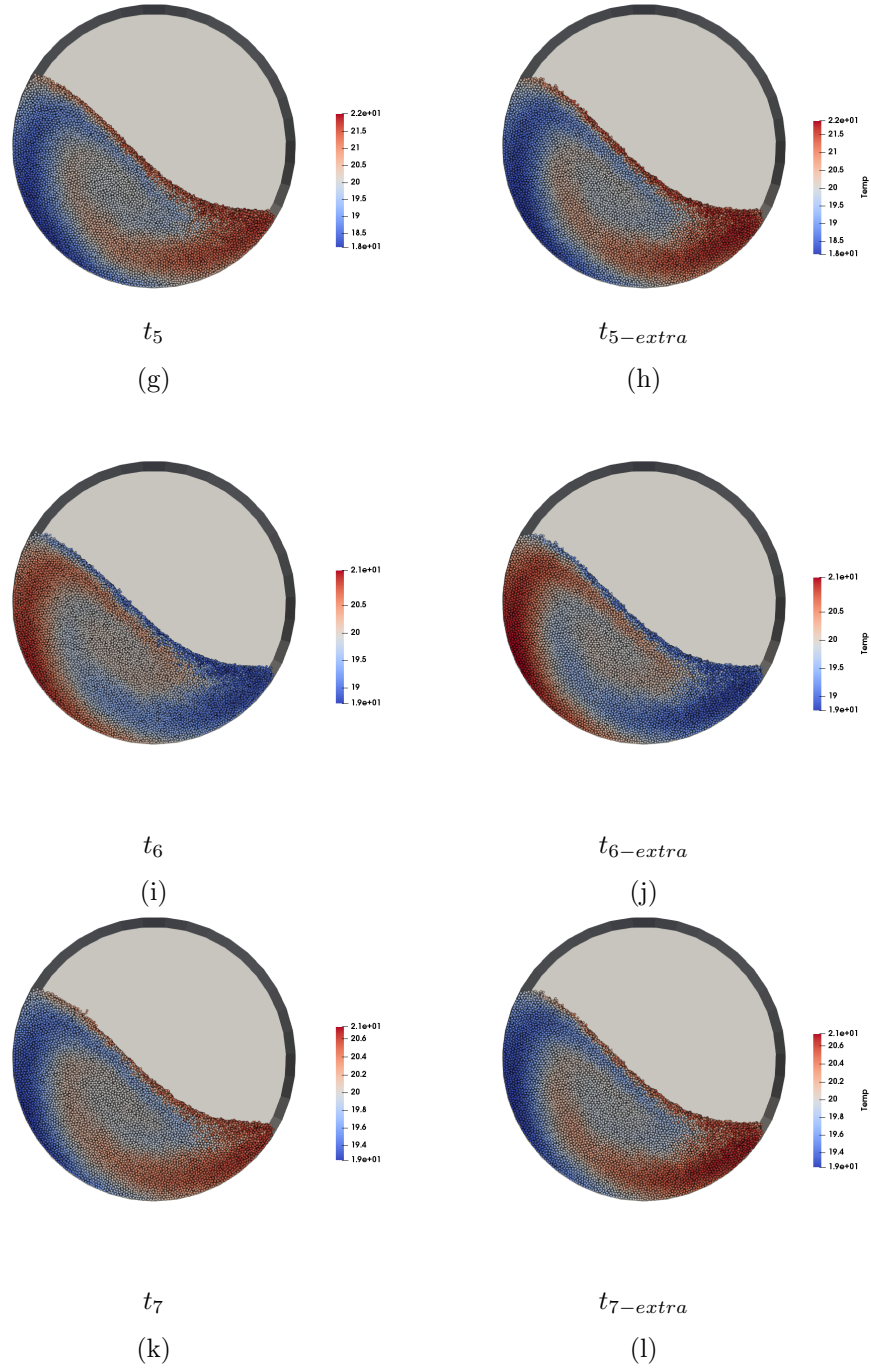 2.2e+01
21.5
21
20.5
20
19.5
19
18.5
1.8e+01
2.2e+01
21.5
21
20.5
20
19.5
19
18.5
1.8e+01
Temp
t5
t5−extra
(g)
(h)
2.1e+01
20.5
20
19.5
19
1.9e+01
2.1e+01
20.5
20
19.5
19
1.9e+01
Temp
t6
t6−extra
(i)
(j)
2.1e+01
20.6
20.4
20.2
20
19.8
19.6
19.4
1.9e+01
2.1e+01
20.6
20.4
20.2
20
19.8
19.6
19.4
1.9e+01
Temp
t7
t7−extra
(k)
(l)